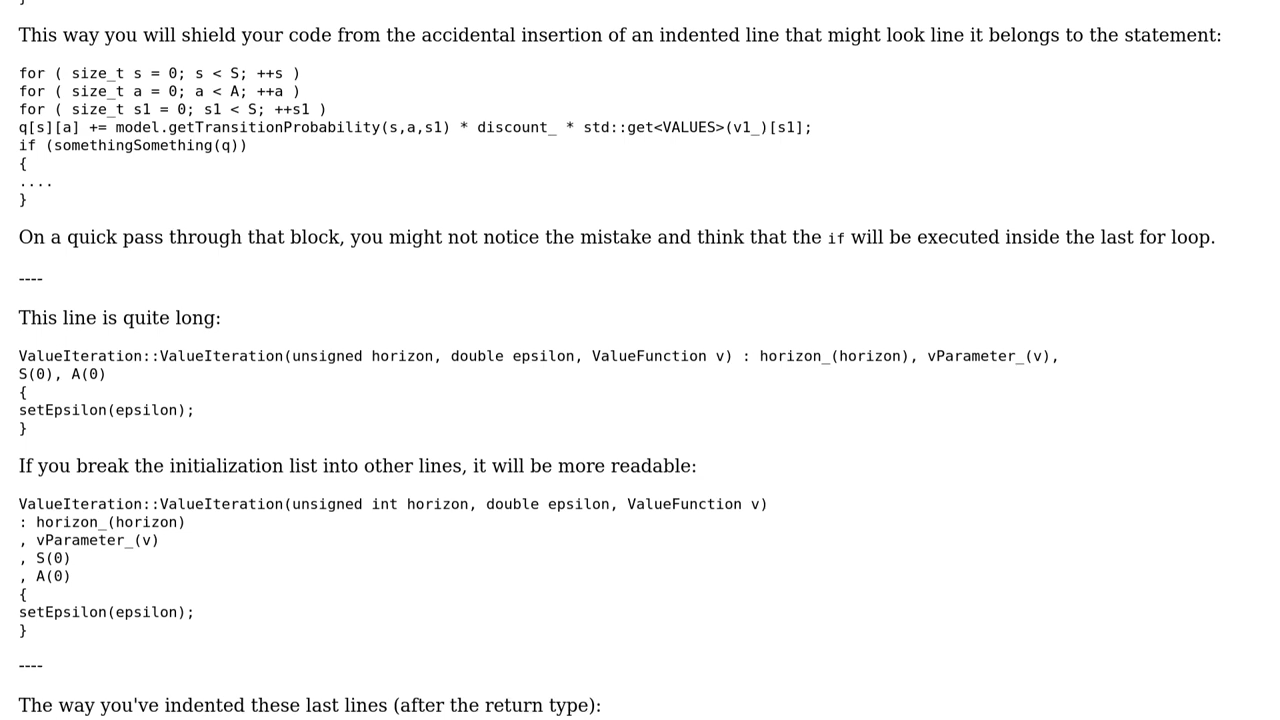 }
This way you will shield your code from the accidental insertion of an indented line that might look line it belongs to the statement:
for ( size_t s = 0; s < S; ++s )
for ( size_t a = 0; a < A; ++a )
for ( size_t s1 = 0; s1 < S; ++s1 )
q[s][a] += model.getTransitionProbability(s,a,s1) * discount_ * std::get<VALUES>(v1_)[s1];
if (somethingSomething(q))
{
....
}
On a quick pass through that block, you might not notice the mistake and think that the if will be executed inside the last for loop.
----
This line is quite long:
ValueIteration::ValueIteration(unsigned horizon, double epsilon, ValueFunction v) : horizon_(horizon), vParameter_(v),
S(0), A(0)
{
setEpsilon(epsilon);
}
If you break the initialization list into other lines, it will be more readable:
ValueIteration::ValueIteration(unsigned int horizon, double epsilon, ValueFunction v)
: horizon_(horizon)
, vParameter_(v)
, S(0)
, A(0)
{
setEpsilon(epsilon);
}
----
The way you've indented these last lines (after the return type):